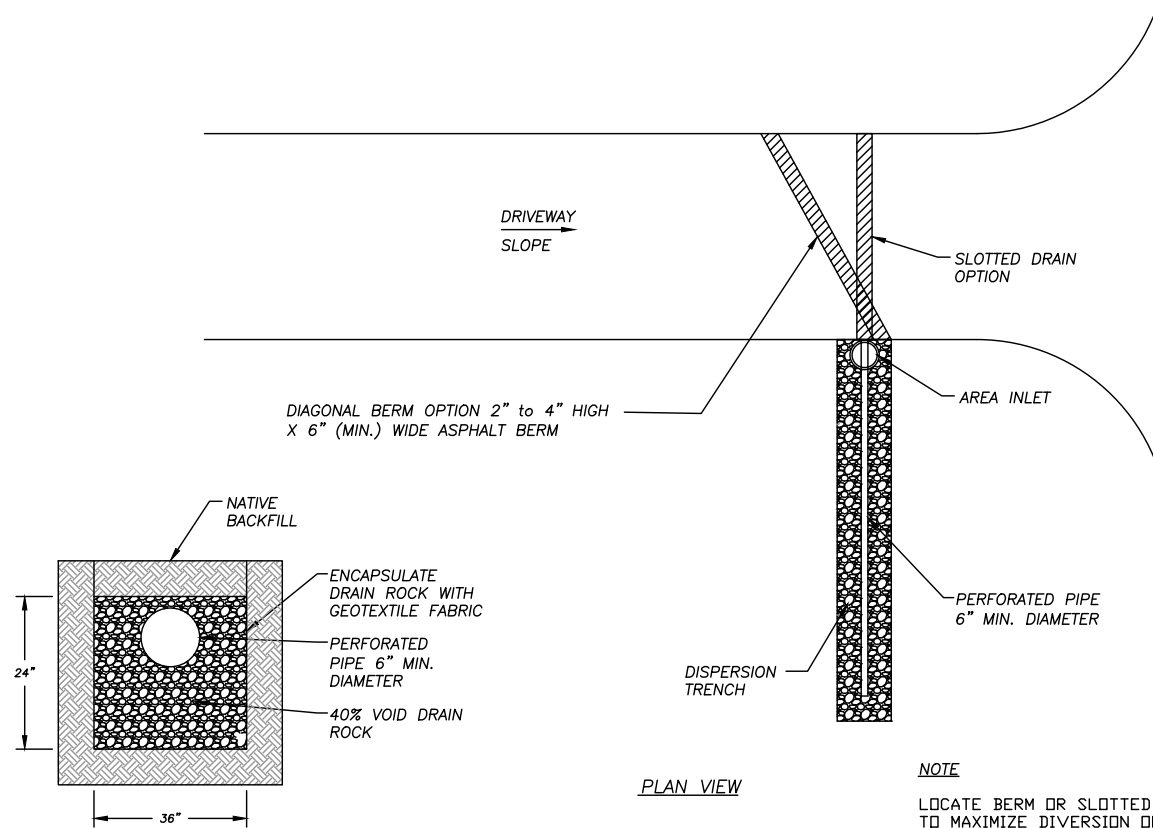 DRIVEWAY
SLOPE
SLOTTED DRAIN
OPTION
AREA INLET
DIAGONAL BERM OPTION 2" to 4" HIGH
X 6" (MIN.) WIDE ASPHALT BERM
NATIVE
BACKFILL
ENCAPSULATE
DRAIN ROCK WITH
GEOTEXTILE FABRIC
PERFORATED
PIPE 6" MIN.
DIAMETER
40% VOID DRAIN
ROCK
24"
36"
PERFORATED PIPE
6" MIN. DIAMETER
DISPERSION
TRENCH
PLAN VIEW
NOTE
LOCATE BERM OR SLOTTED
TO MAXIMIZE DIVERSION